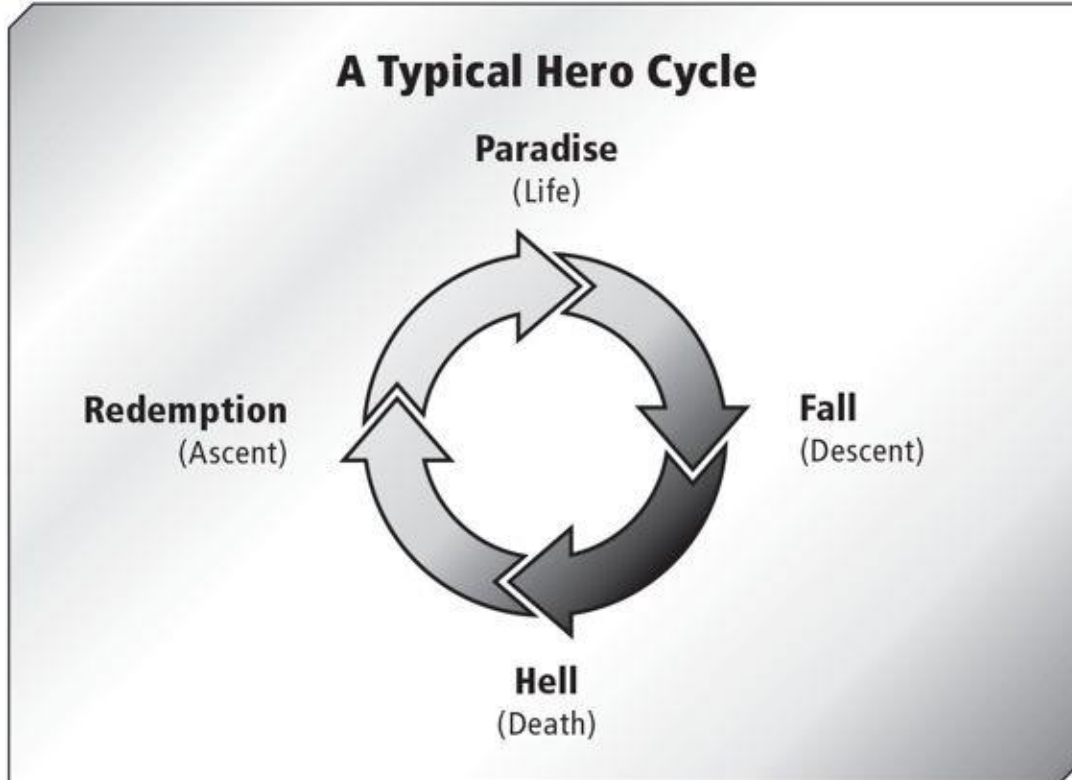 A Typical Hero Cycle
Paradise
(Life)
Redemption
(Ascent)
Fall
(Descent)
Hell
(Death)